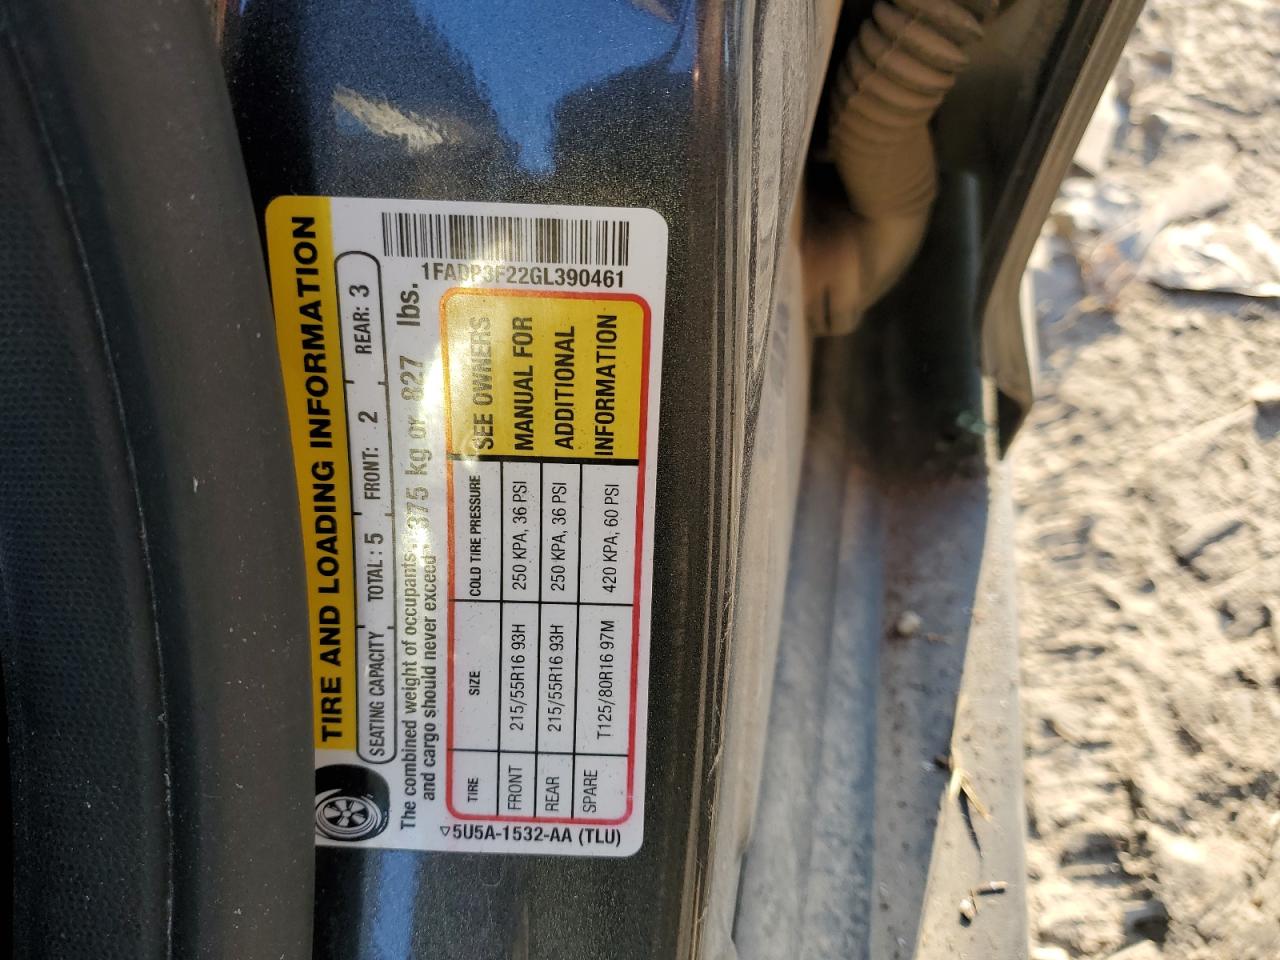 TIRE AND LOADING INFORMATION
SEATING CAPACITY TOTAL: 5 FRONT: 2 REAR: 3
The combined weight of occupants and cargo should never exceed 375 kg or 827 lbs.
TIRE SIZE COLD TIRE PRESSURE
FRONT 215/55R16 93H 250 KPA, 36 PSI
REAR 215/55R16 93H 250 KPA, 36 PSI
SPARE T125/80R16 97M 420 KPA, 60 PSI
SEE OWNERS
MANUAL FOR
ADDITIONAL
INFORMATION
5U5A-1532-AA (TLU)
1FADP3F22GL390461